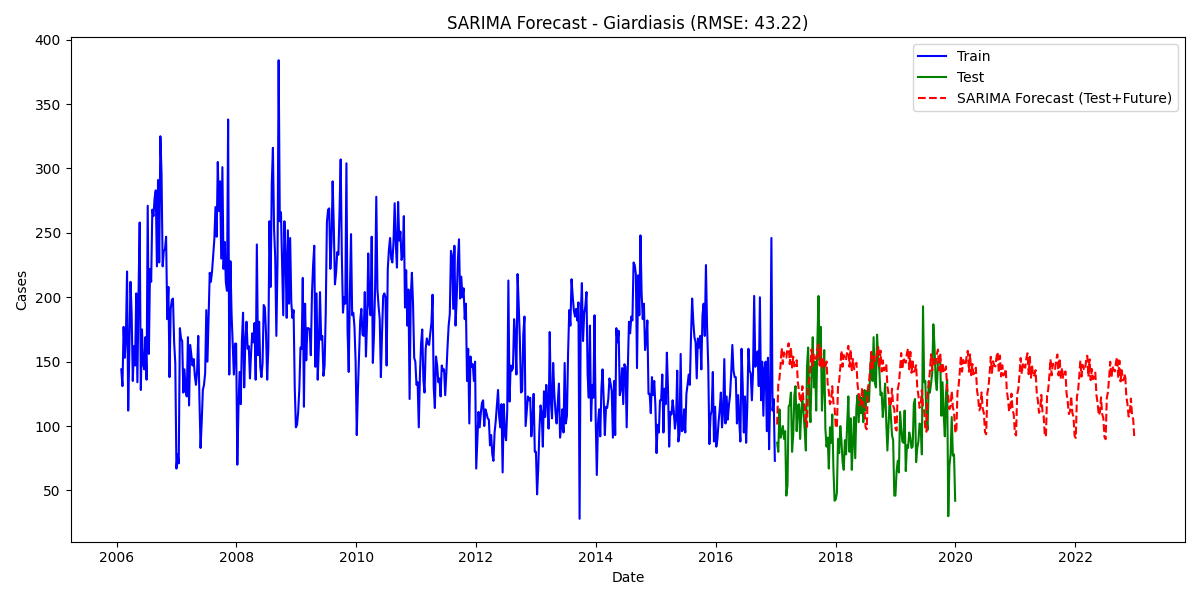 SARIMA Forecast - Giardiasis (RMSE: 43.22)
400
350
300
250
200
150
100
50
Cases
Train
Test
SARIMA Forecast (Test+Future)
2006 2008 2010 2012 2014 2016 2018 2020 2022
Date